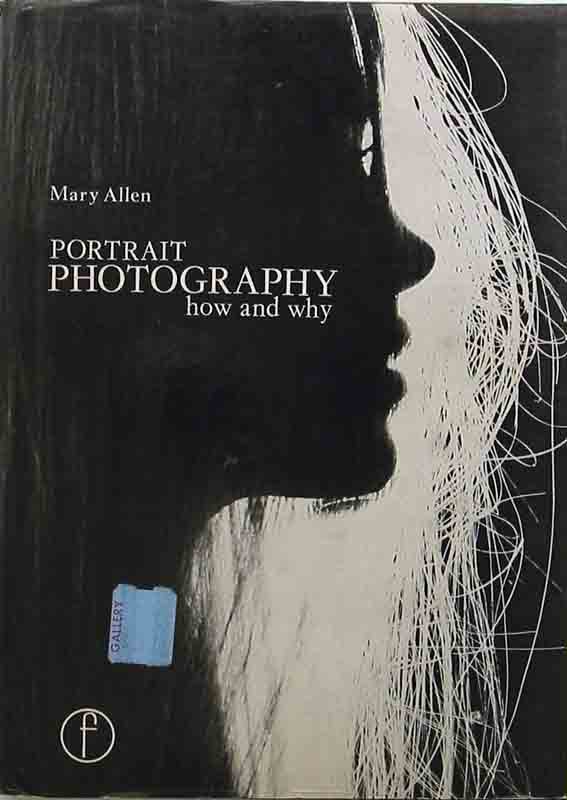 Mary Allen
PORTRAIT
PHOTOGRAPHY
how and why
GALLERY
f